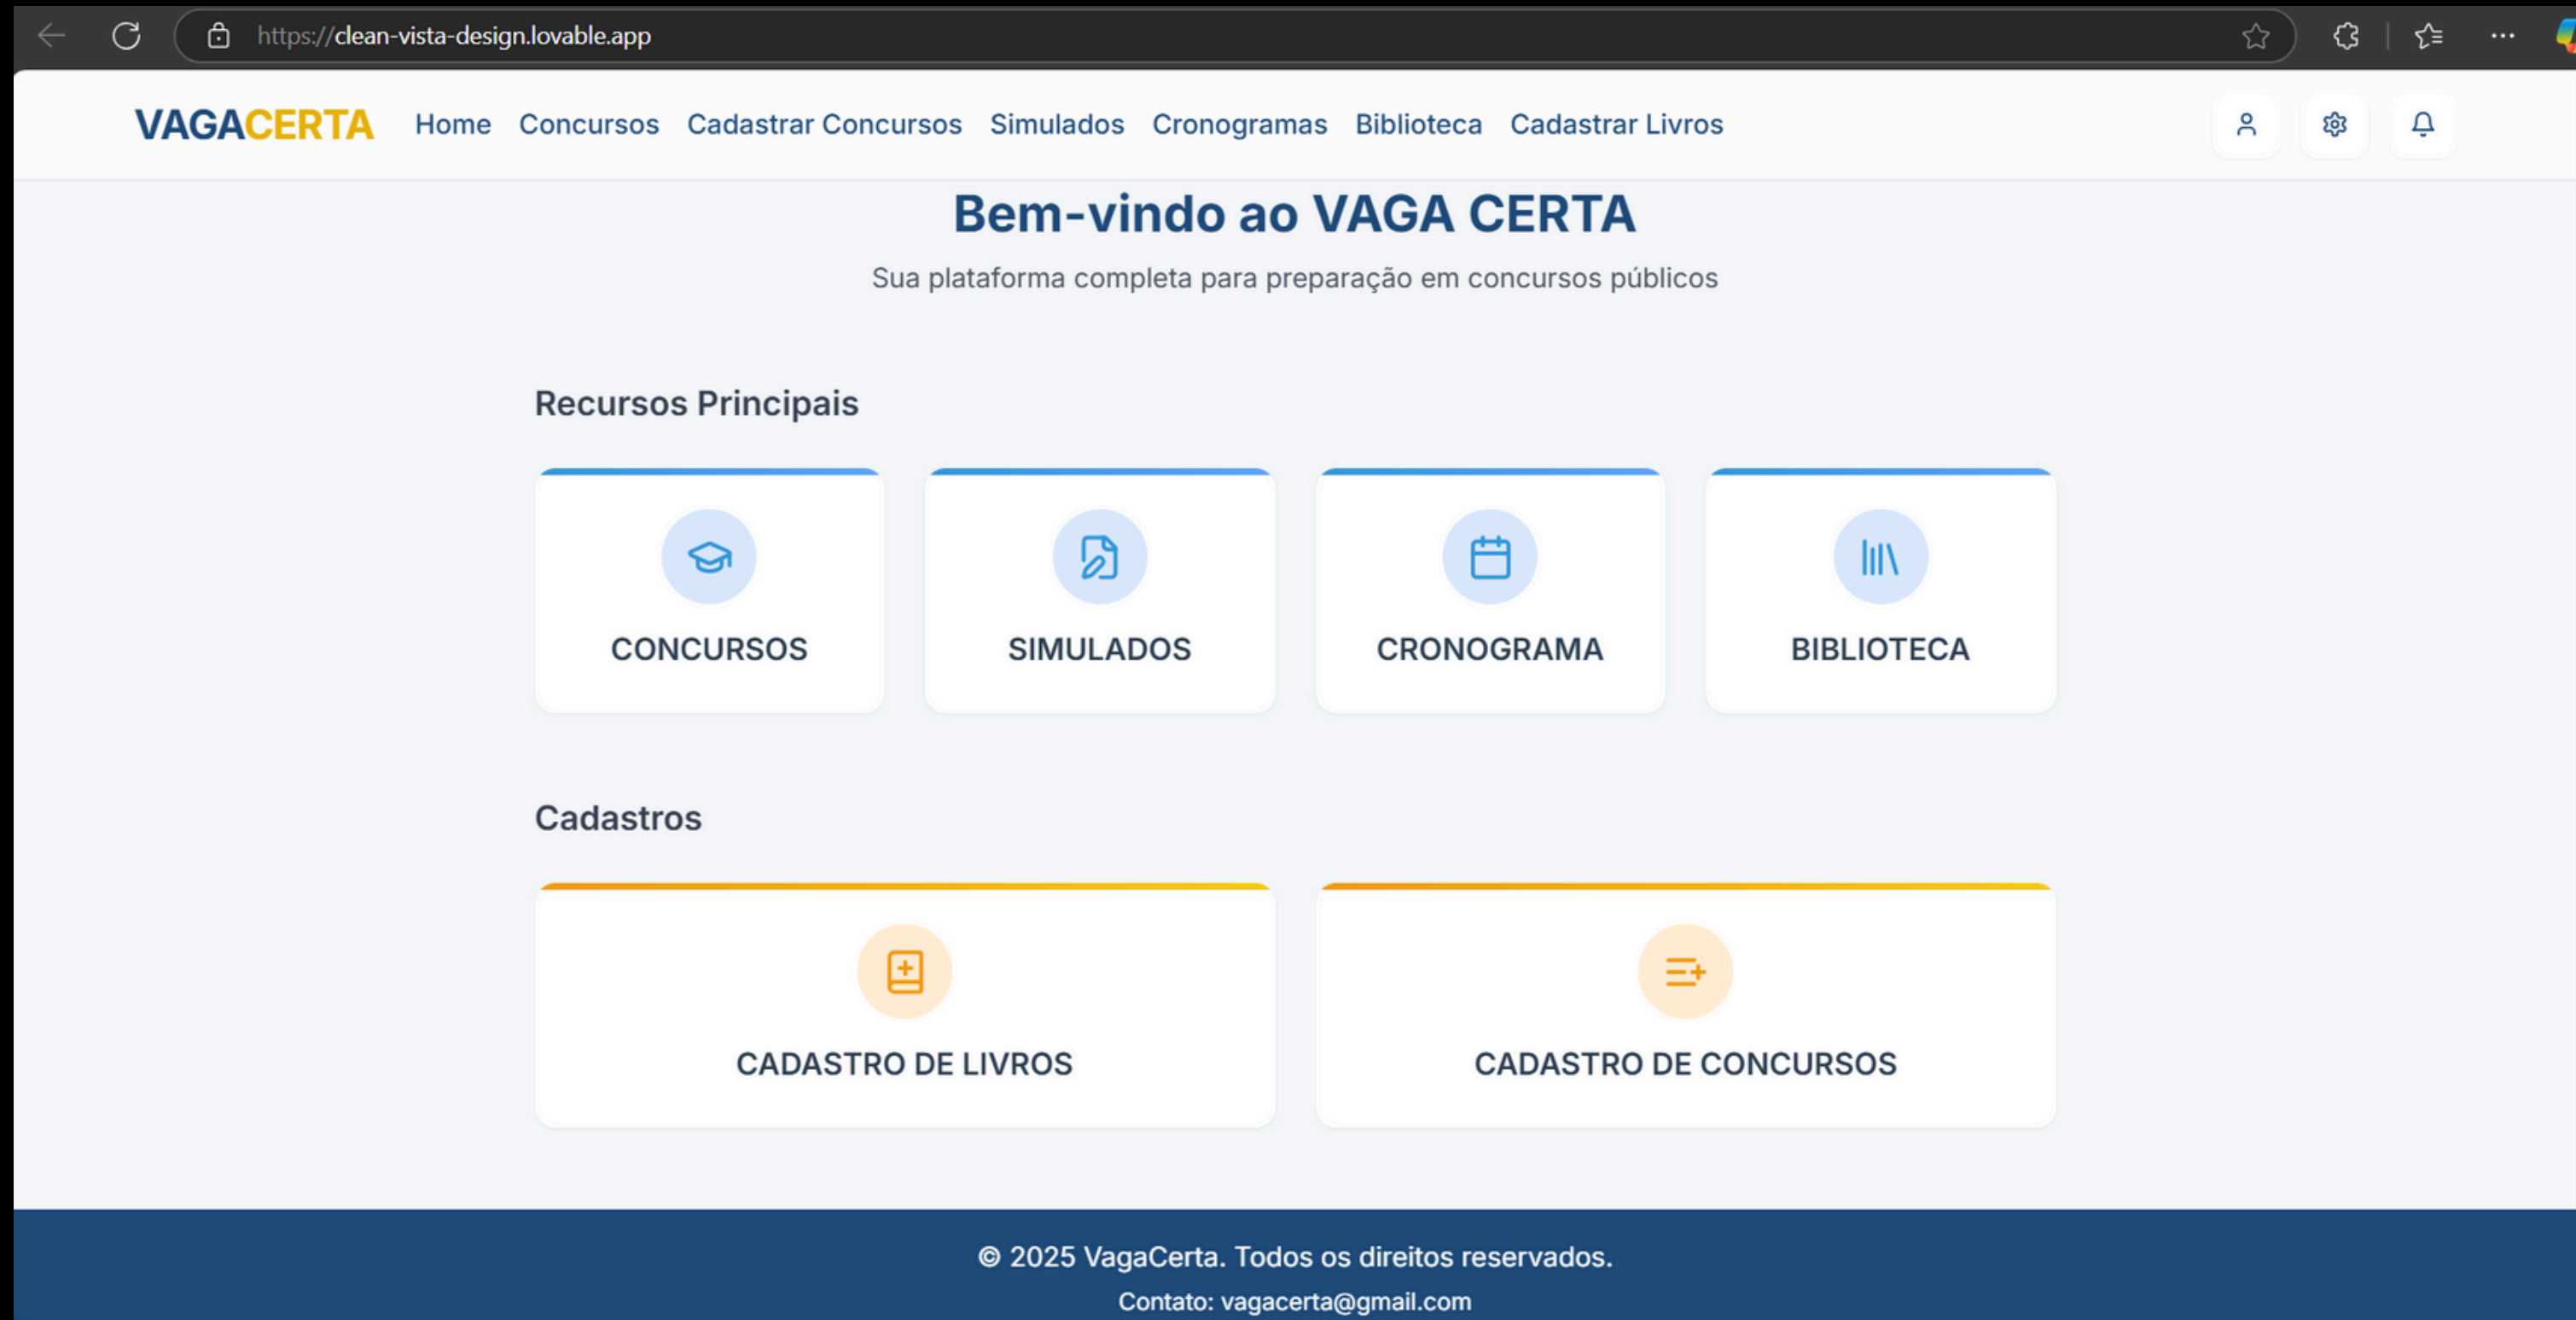 https://clean-vista-design.lovable.app
VAGACERTA Home Concursos Cadastrar Concursos Simulados Cronogramas Biblioteca Cadastrar Livros
Bem-vindo ao VAGA CERTA
Sua plataforma completa para preparação em concursos públicos
Recursos Principais
CONCURSOS SIMULADOS CRONOGRAMA BIBLIOTECA
Cadastros
CADASTRO DE LIVROS CADASTRO DE CONCURSOS
© 2025 VagaCerta. Todos os direitos reservados.
Contato: vagacerta@gmail.com